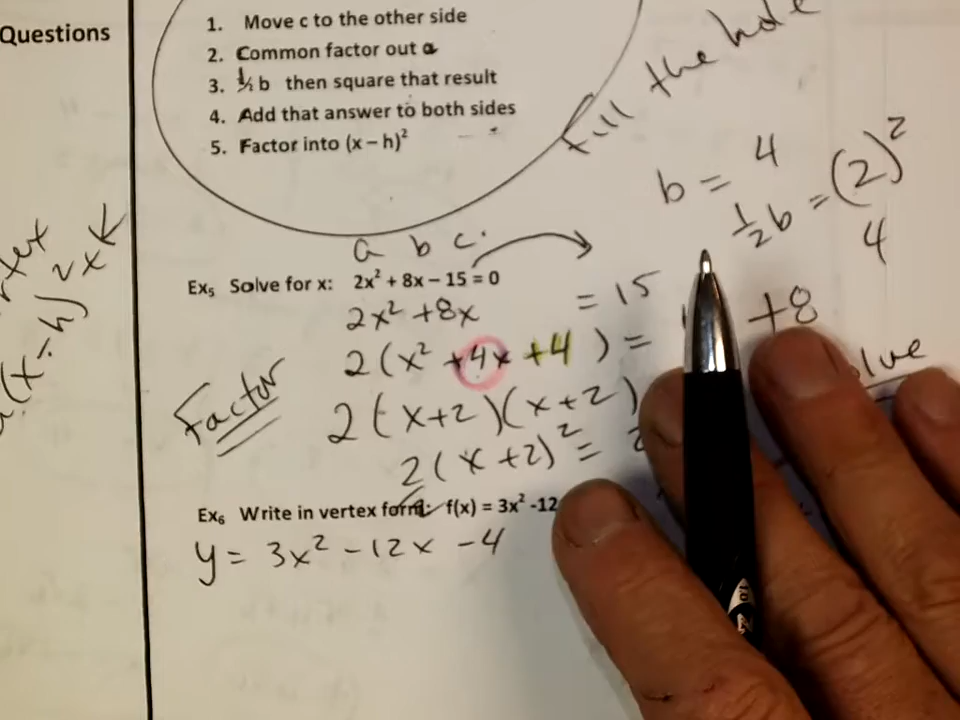 Questions
1. Move c to the other side
2. Common factor out a
3. ½ b then square that result
4. Add that answer to both sides
5. Factor into (x – h)²
Fill the hole
b = 4
½b = (2)²
4
a b c.
Ex₅ Solve for x: 2x² + 8x – 15 = 0
2x² + 8x = 15
2(x² + 4x + 4) = 1 + 8
Factor
2(x+2)(x+2)
2(x+2)² = 2
Ex₆ Write in vertex form: f(x) = 3x² -12
y = 3x² - 12x - 4